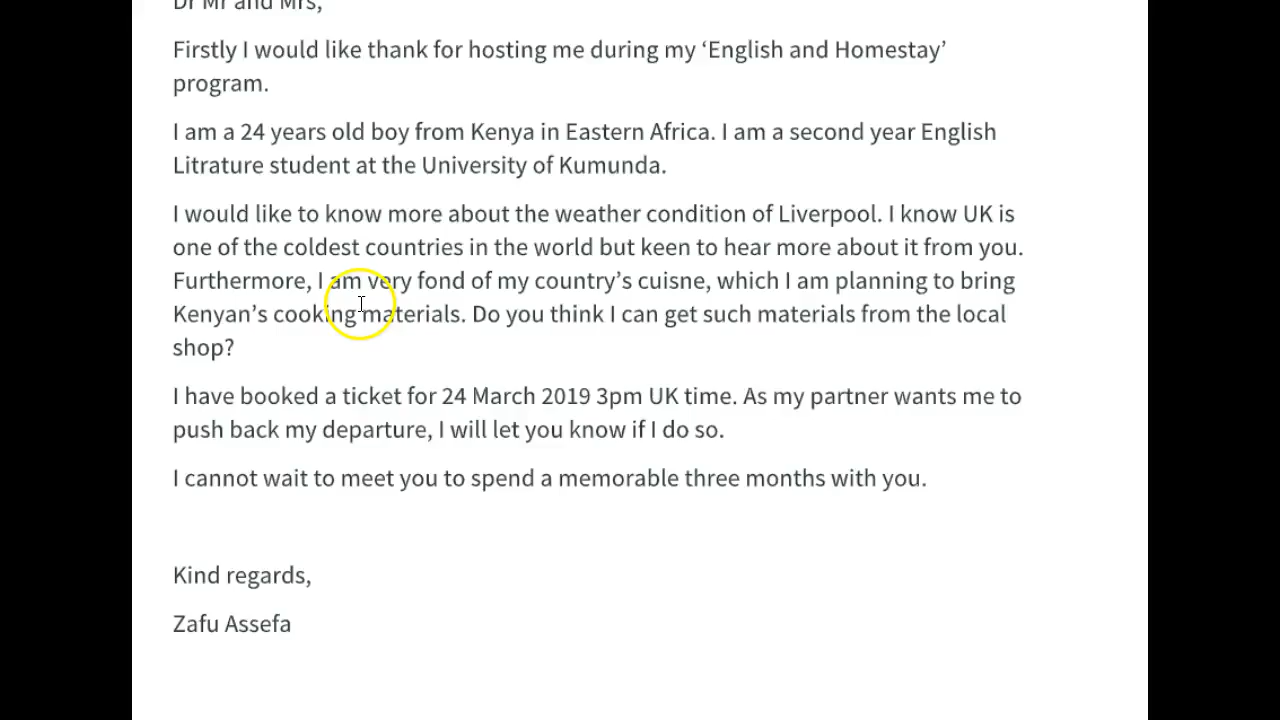 Dr Mr and Mrs,
Firstly I would like thank for hosting me during my ‘English and Homestay’
program.
I am a 24 years old boy from Kenya in Eastern Africa. I am a second year English
Litrature student at the University of Kumunda.
I would like to know more about the weather condition of Liverpool. I know UK is
one of the coldest countries in the world but keen to hear more about it from you.
Furthermore, I am very fond of my country’s cuisne, which I am planning to bring
Kenyan’s cooking materials. Do you think I can get such materials from the local
shop?
I have booked a ticket for 24 March 2019 3pm UK time. As my partner wants me to
push back my departure, I will let you know if I do so.
I cannot wait to meet you to spend a memorable three months with you.
Kind regards,
Zafu Assefa